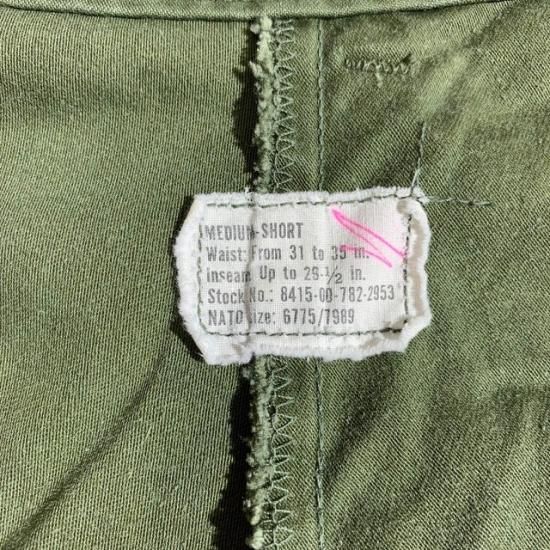 MEDIUM-SHORT
Waist: From 31 to 35 in.
Inseam: Up to 29-1/2 in.
Stock No.: 8415-00-782-2953
NATO size: 6775/7989